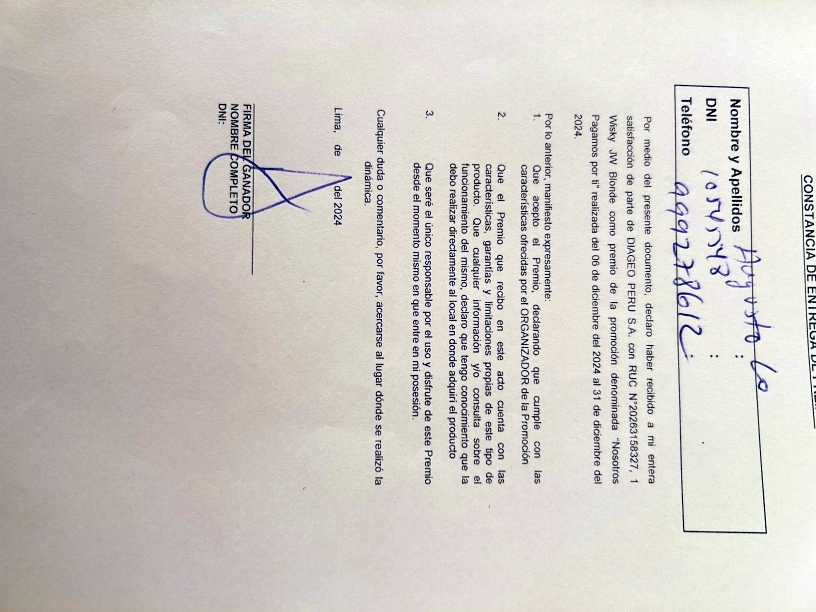 CONSTANCIA DE ENTREGA DE
Nombre y Apellidos : Augusto Lo
DNI :
Teléfono : 999278612
Por medio del presente documento, declaro haber recibido a mi entera
satisfacción de parte de DIAGEO PERU S.A. con RUC N°20263158327, 1
Wisky JW Blonde como premio de la promoción denominada "Nosotros
Pagamos por ti" realizada del 06 de diciembre del 2024 al 31 de diciembre del
2024.
Por lo anterior, manifiesto expresamente:
1. Que acepto el Premio, declarando que cumple con las
características ofrecidas por el ORGANIZADOR de la Promoción
2. Que el Premio que recibo en este acto cuenta con las
características, garantías y limitaciones propias de este tipo de
producto. Que cualquier información y/o consulta sobre el
funcionamiento del mismo, declaro que tengo conocimiento que la
debo realizar directamente al local en donde adquirí el producto
3. Que seré el único responsable por el uso y disfrute de este Premio
desde el momento mismo en que entre en mi posesión.
Cualquier duda o comentario, por favor, acercarse al lugar dónde se realizó la
dinámica.
Lima, de del 2024
FIRMA DEL GANADOR
NOMBRE COMPLETO
DNI: